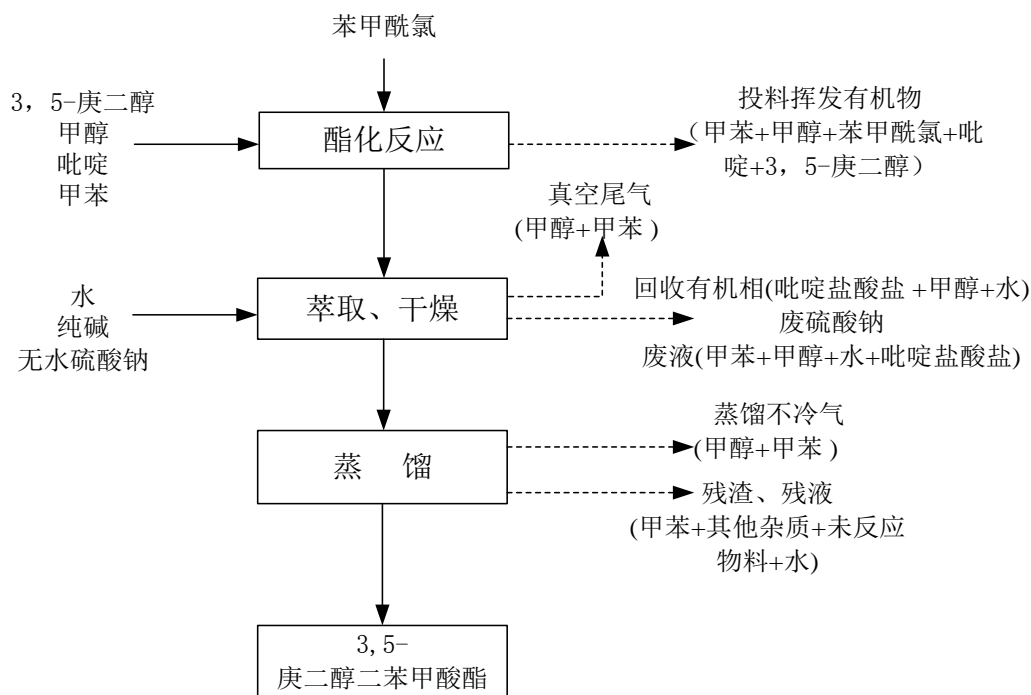 苯甲酰氯
3，5-庚二醇
甲醇
吡啶
甲苯
酯化反应
投料挥发有机物
（甲苯+甲醇+苯甲酰氯+吡
啶+3，5-庚二醇）
真空尾气
(甲醇+甲苯 )
水
纯碱
无水硫酸钠
萃取、干燥
回收有机相(吡啶盐酸盐 +甲醇+水)
废硫酸钠
废液(甲苯+甲醇+水+吡啶盐酸盐)
蒸 馏
蒸馏不冷气
(甲醇+甲苯 )
残渣、残液
(甲苯+其他杂质+未反应
物料+水)
3,5-
庚二醇二苯甲酸酯